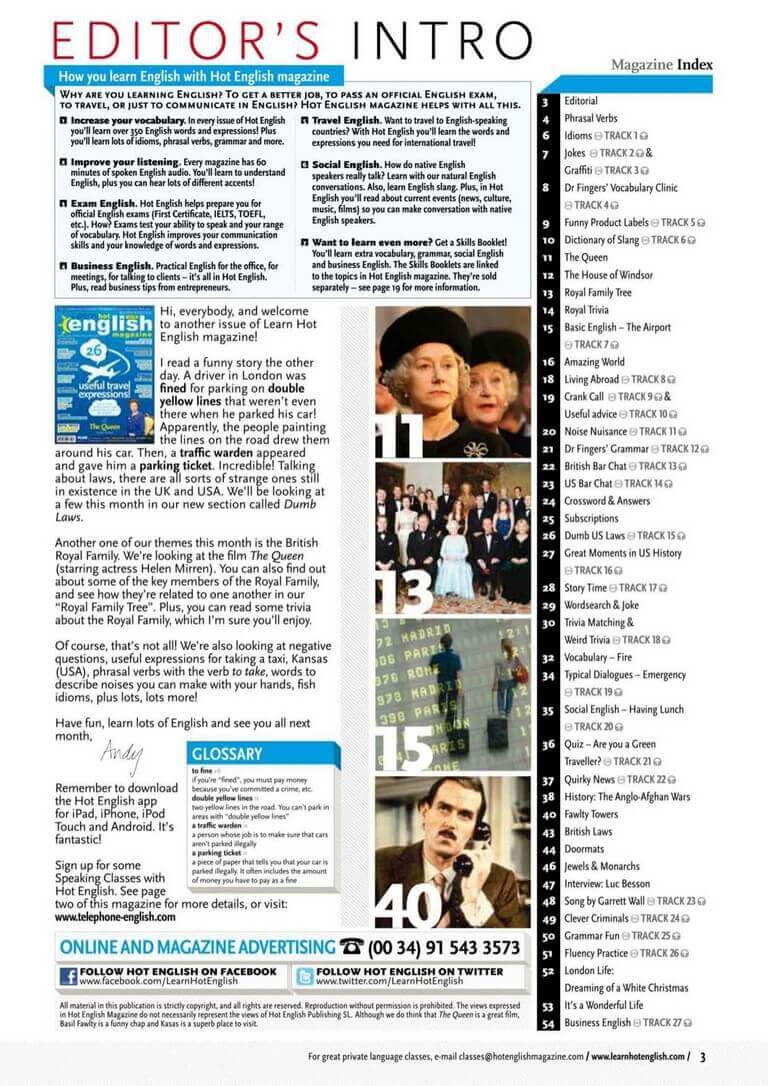 EDITOR'S INTRO
How you learn English with Hot English magazine
WHY ARE YOU LEARNING ENGLISH? TO GET A BETTER JOB, TO PASS AN OFFICIAL ENGLISH EXAM,
TO TRAVEL, OR JUST TO COMMUNICATE IN ENGLISH? HOT ENGLISH MAGAZINE HELPS WITH ALL THIS.
Increase your vocabulary. In every issue of Hot English
you'll learn over 350 English words and expressions! Plus
you'll learn lots of idioms, phrasal verbs, grammar and more.
Improve your listening. Every magazine has 60
minutes of spoken English audio. You'll learn to understand
English, plus you can hear lots of different accents!
Exam English. Hot English helps prepare you for
official English exams (First Certificate, IELTS, TOEFL,
etc.). How? Exams test your ability to speak and your range
of vocabulary. Hot English improves your communication
skills and your knowledge of words and expressions.
Business English. Practical English for the office, for
meetings, for talking to clients – it's all in Hot English.
Plus, read business tips from entrepreneurs.
Travel English. Want to travel to English-speaking
countries? With Hot English you'll learn the words and
expressions you need for international travel!
Social English. How do native English
speakers really talk? Learn with our natural English
conversations. Also, learn English slang. Plus, in Hot
English you'll read about current events (news, culture,
music, films) so you can make conversation with native
English speakers.
Want to learn even more? Get a Skills Booklet!
You'll learn extra vocabulary, grammar, social English
and business English. The Skills Booklets are linked
to the topics in Hot English magazine. They're sold
separately – see page 19 for more information.
hot
english
magazine
26
useful travel
expressions!
The Queen
Hi, everybody, and welcome
to another issue of Learn Hot
English magazine!
I read a funny story the other
day. A driver in London was
fined for parking on double
yellow lines that weren't even
there when he parked his car!
Apparently, the people painting
the lines on the road drew them
around his car. Then, a traffic warden appeared
and gave him a parking ticket. Incredible! Talking
about laws, there are all sorts of strange ones still
in existence in the UK and USA. We'll be looking at
a few this month in our new section called Dumb
Laws.
Another one of our themes this month is the British
Royal Family. We're looking at the film The Queen
(starring actress Helen Mirren). You can also find out
about some of the key members of the Royal Family,
and see how they're related to one another in our
"Royal Family Tree". Plus, you can read some trivia
about the Royal Family, which I'm sure you'll enjoy.
Of course, that's not all! We're also looking at negative
questions, useful expressions for taking a taxi, Kansas
(USA), phrasal verbs with the verb to take, words to
describe noises you can make with your hands, fish
idioms, plus lots, lots more!
Have fun, learn lots of English and see you all next
month,
Andy
Remember to download
the Hot English app
for iPad, iPhone, iPod
Touch and Android. It's
fantastic!
Sign up for some
Speaking Classes with
Hot English. See page
two of this magazine for more details, or visit:
www.telephone-english.com
GLOSSARY
to fine vb
if you're "fined", you must pay money
because you've committed a crime, etc.
double yellow lines n
two yellow lines in the road. You can't park in
areas with "double yellow lines"
a traffic warden n
a person whose job is to make sure that cars
aren't parked illegally
a parking ticket n
a piece of paper that tells you that your car is
parked illegally. It often includes the amount
of money you have to pay as a fine
11
13
72 MADRID
06 PARIS
076 ROME
978 MADRID
398 PARIS
LONDON
ROME
15
40
ONLINE AND MAGAZINE ADVERTISING ☎ (00 34) 91 543 3573
FOLLOW HOT ENGLISH ON FACEBOOK
www.facebook.com/LearnHotEnglish
FOLLOW HOT ENGLISH ON TWITTER
www.twitter.com/LearnHotEnglish
All material in this publication is strictly copyright, and all rights are reserved. Reproduction without permission is prohibited. The views expressed
in Hot English Magazine do not necessarily represent the views of Hot English Publishing SL. Although we do think that The Queen is a great film,
Basil Fawlty is a funny chap and Kasas is a superb place to visit.
Magazine Index
3 Editorial
4 Phrasal Verbs
6 Idioms TRACK 1
7 Jokes TRACK 2 &
Graffiti TRACK 3
8 Dr Fingers' Vocabulary Clinic
TRACK 4
9 Funny Product Labels TRACK 5
10 Dictionary of Slang TRACK 6
11 The Queen
12 The House of Windsor
13 Royal Family Tree
14 Royal Trivia
15 Basic English – The Airport
TRACK 7
16 Amazing World
18 Living Abroad TRACK 8
19 Crank Call TRACK 9 &
Useful advice TRACK 10
20 Noise Nuisance TRACK 11
21 Dr Fingers' Grammar TRACK 12
22 British Bar Chat TRACK 13
23 US Bar Chat TRACK 14
24 Crossword & Answers
25 Subscriptions
26 Dumb US Laws TRACK 15
27 Great Moments in US History
TRACK 16
28 Story Time TRACK 17
29 Wordsearch & Joke
30 Trivia Matching &
Weird Trivia TRACK 18
32 Vocabulary – Fire
34 Typical Dialogues – Emergency
TRACK 19
35 Social English – Having Lunch
TRACK 20
36 Quiz – Are you a Green
Traveller? TRACK 21
37 Quirky News TRACK 22
38 History: The Anglo-Afghan Wars
40 Fawlty Towers
43 British Laws
44 Doormats
46 Jewels & Monarchs
47 Interview: Luc Besson
48 Song by Garrett Wall TRACK 23
49 Clever Criminals TRACK 24
50 Grammar Fun TRACK 25
51 Fluency Practice TRACK 26
52 London Life:
Dreaming of a White Christmas
53 It's a Wonderful Life
54 Business English TRACK 27
For great private language classes, e-mail classes@hotenglishmagazine.com / www.learnhotenglish.com / 3